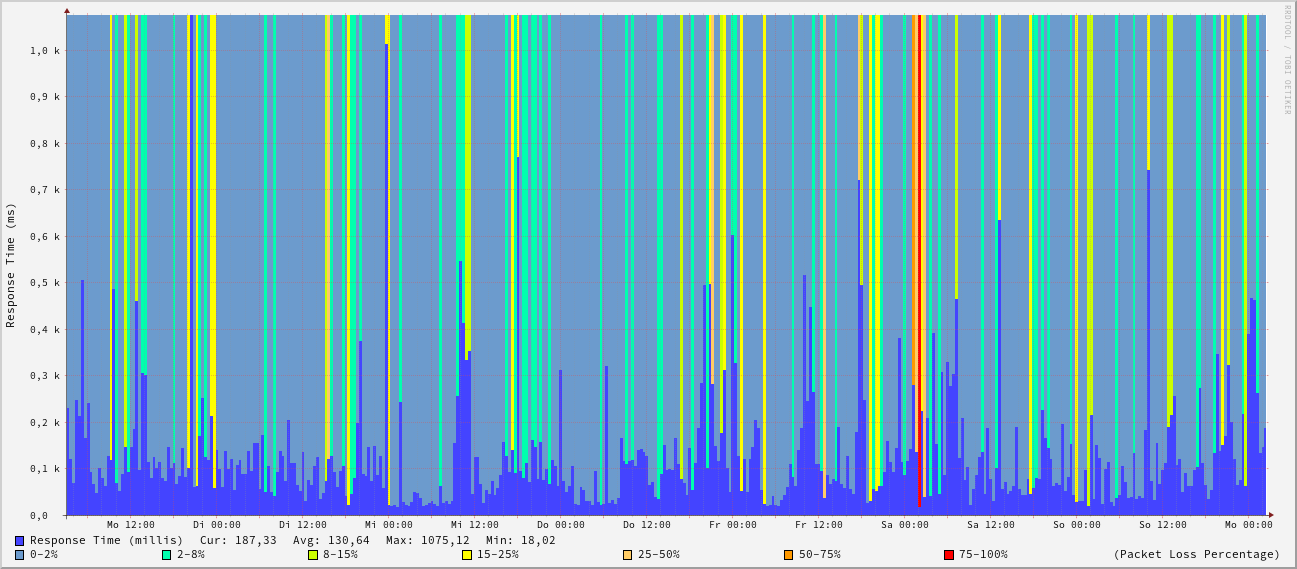 RRDTOOL / TOBI OETIKER
Response Time (ms)
1,0 k
0,9 k
0,8 k
0,7 k
0,6 k
0,5 k
0,4 k
0,3 k
0,2 k
0,1 k
0,0
Mo 12:00 Di 00:00 Di 12:00 Mi 00:00 Mi 12:00 Do 00:00 Do 12:00 Fr 00:00 Fr 12:00 Sa 00:00 Sa 12:00 So 00:00 So 12:00 Mo 00:00
Response Time (millis) Cur: 187,33 Avg: 130,64 Max: 1075,12 Min: 18,02
0-2% 2-8% 8-15% 15-25% 25-50% 50-75% 75-100% (Packet Loss Percentage)